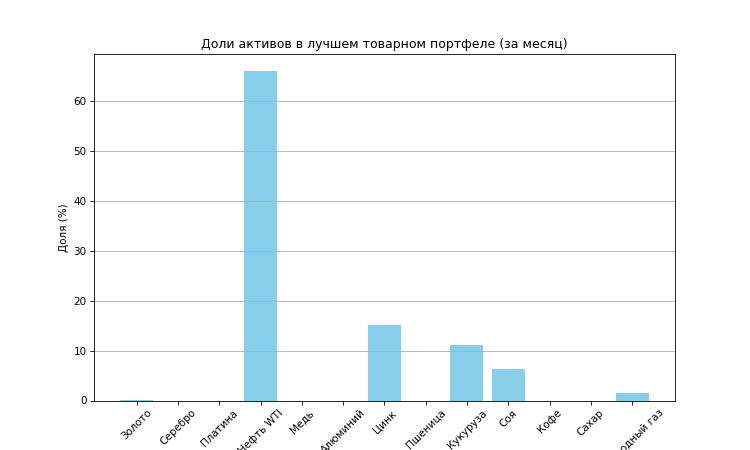 Доли активов в лучшем товарном портфеле (за месяц)
Доля (%)
60
50
40
30
20
10
0
Золото
Серебро
Платина
Нефть WTI
Медь
Алюминий
Цинк
Пшеница
Кукуруза
Соя
Кофе
Сахар
одный газ